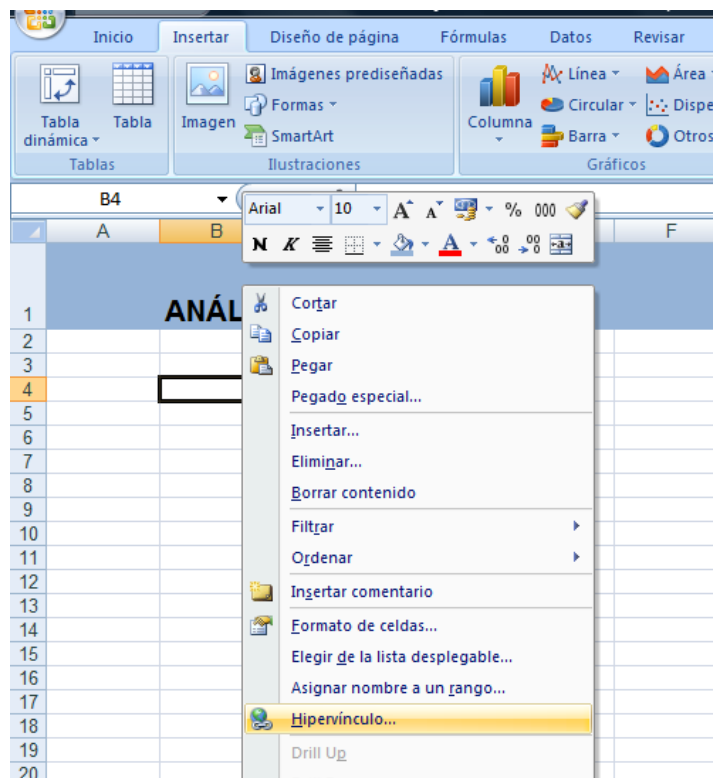 Inicio Insertar Diseño de página Fórmulas Datos Revisar
Tabla dinámica Tabla Imagen Imágenes prediseñadas Formas SmartArt Columna Línea Circular Barra Área Dispe Otros
Tablas Ilustraciones Gráficos
B4
Arial 10 A A % 000
N K A ,0 ,00 ,00 ,0 a
A B F
1 ANÁL
2
3
4
5
6
7
8
9
10
11
12
13
14
15
16
17
18
19
20
Cortar
Copiar
Pegar
Pegado especial...
Insertar...
Eliminar...
Borrar contenido
Filtrar
Ordenar
Insertar comentario
Formato de celdas...
Elegir de la lista desplegable...
Asignar nombre a un rango...
Hipervínculo...
Drill Up